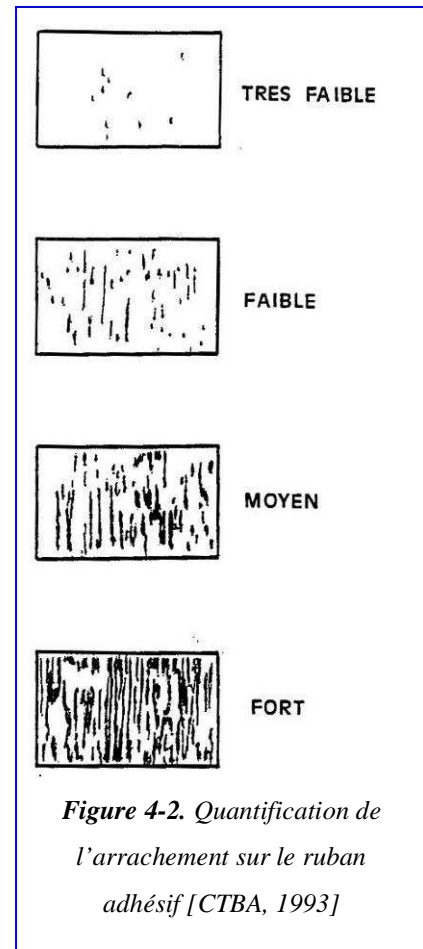 TRES FAIBLE
FAIBLE
MOYEN
FORT
Figure 4-2. Quantification de
l’arrachement sur le ruban
adhésif [CTBA, 1993]